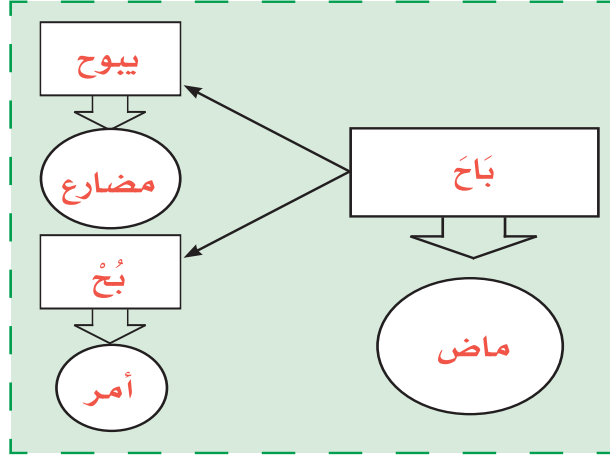 بَاحَ
ماض
يبوح
مضارع
بُحْ
أمر